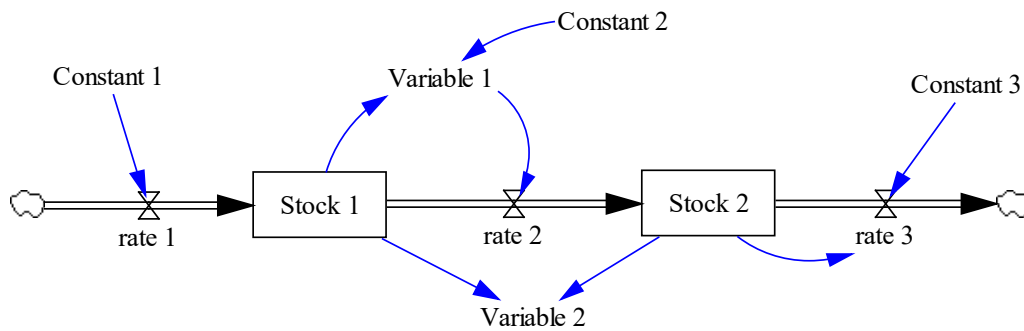 Constant 2
Constant 1
Variable 1
Constant 3
Stock 1
Stock 2
rate 1
rate 2
rate 3
Variable 2